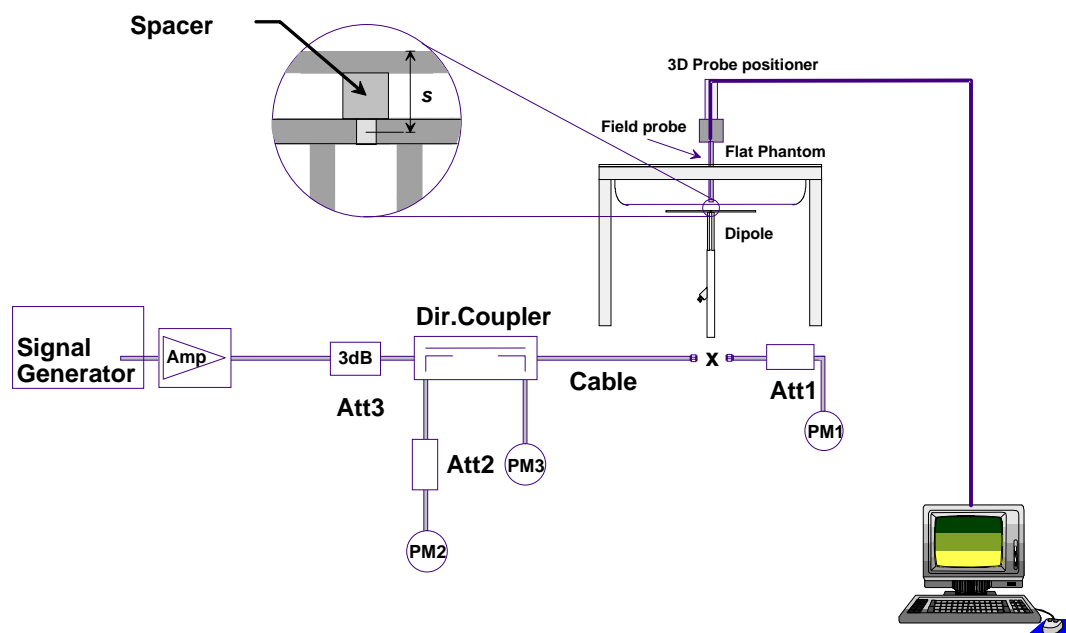 Spacer
s
3D Probe positioner
Field probe
Flat Phantom
Dipole
Dir.Coupler
Signal
Generator
Amp
3dB
Att3
Cable
x
Att1
PM1
Att2
PM3
PM2